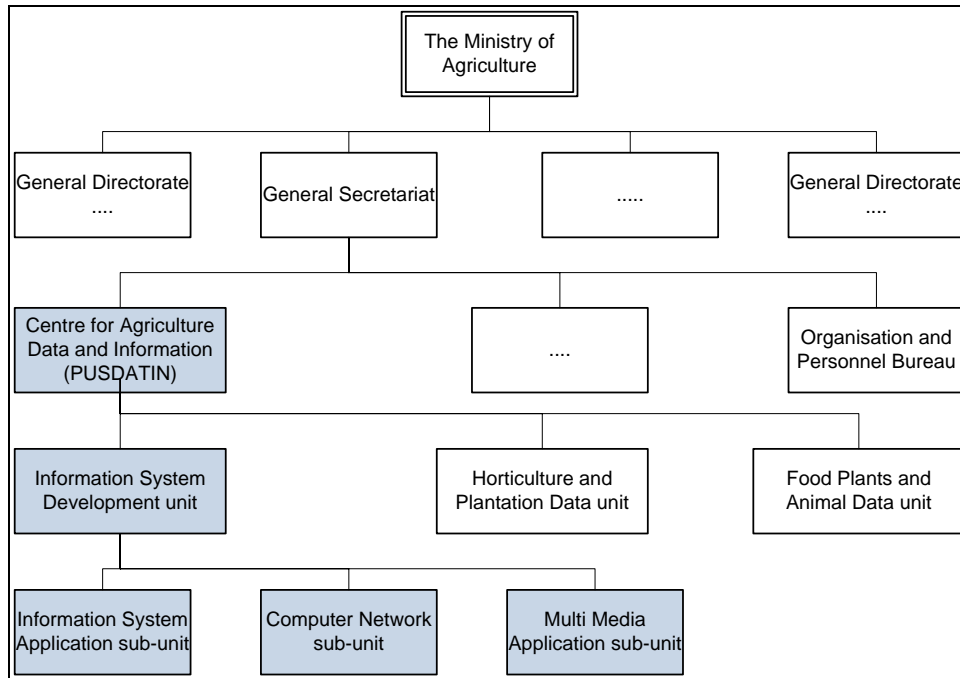 The Ministry of
Agriculture
General Directorate
....
General Secretariat
.....
General Directorate
....
Centre for Agriculture
Data and Information
(PUSDATIN)
....
Organisation and
Personnel Bureau
Information System
Development unit
Horticulture and
Plantation Data unit
Food Plants and
Animal Data unit
Information System
Application sub-unit
Computer Network
sub-unit
Multi Media
Application sub-unit